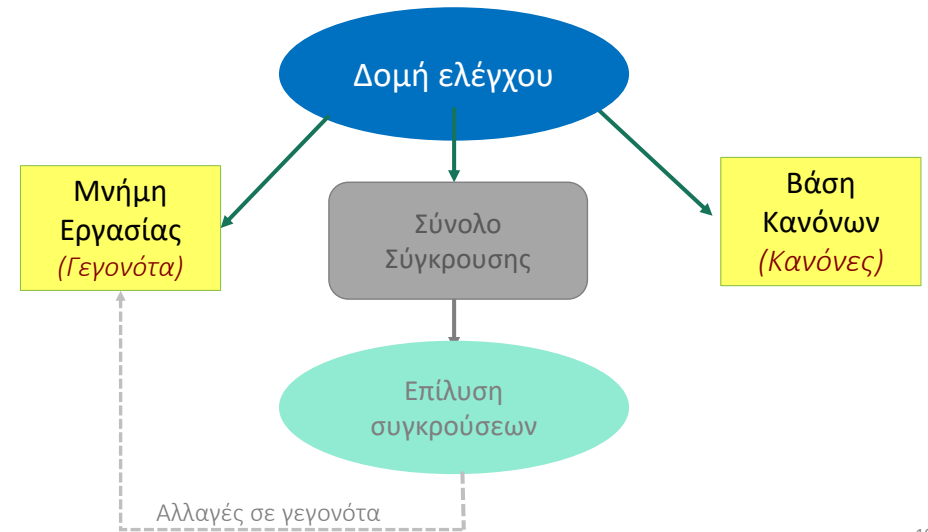 Δομή ελέγχου
Μνήμη
Εργασίας
(Γεγονότα)
Σύνολο
Σύγκρουσης
Βάση
Κανόνων
(Κανόνες)
Επίλυση
συγκρούσεων
Αλλαγές σε γεγονότα